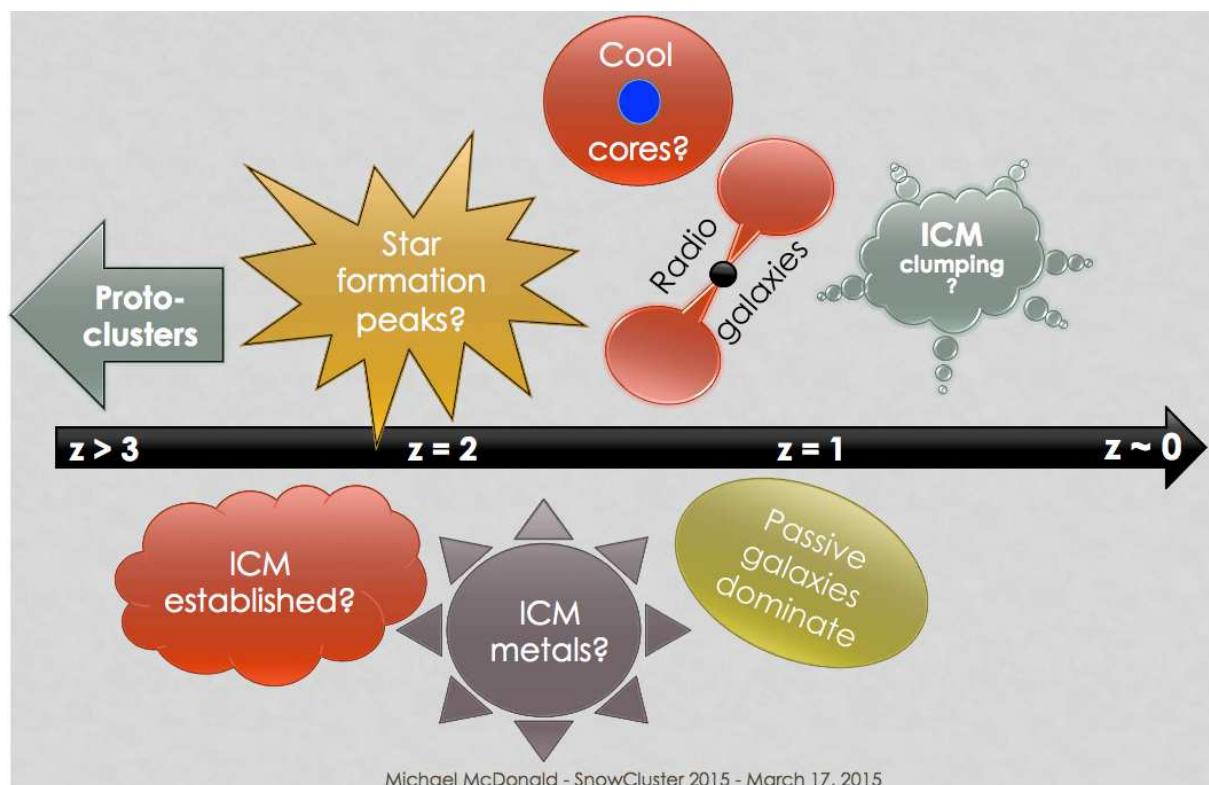 Cool
cores?
Star
formation
peaks?
Radio
galaxies
ICM
clumping
?
Proto-
clusters
z > 3
z = 2
z = 1
z ~ 0
ICM
established?
ICM
metals?
Passive
galaxies
dominate
Michael McDonald - SnowCluster 2015 - March 17, 2015